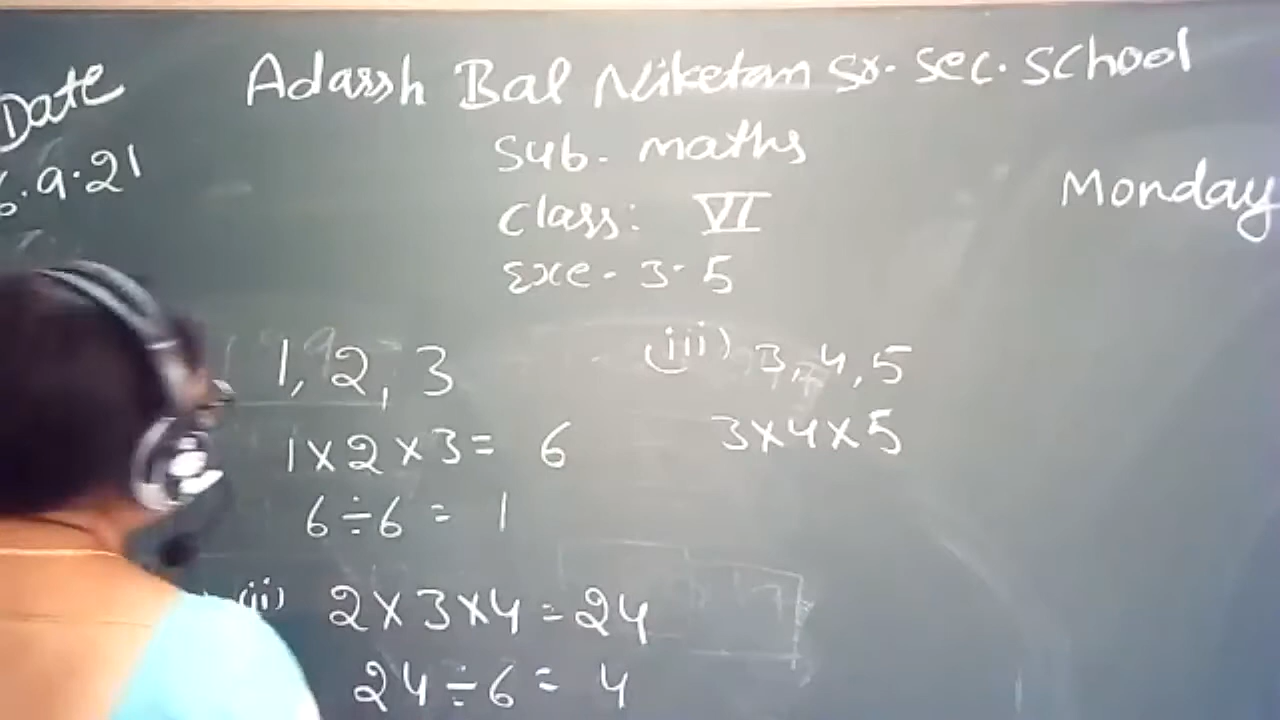 Date
Adarsh Bal Niketan Sr. Sec. School
6.9.21
Sub. maths
Monday
Class: VI
Exe. 3.5
1, 2, 3
1×2×3= 6
6÷6 = 1
(ii) 2×3×4=24
24÷6= 4
(iii) 3,4,5
3×4×5